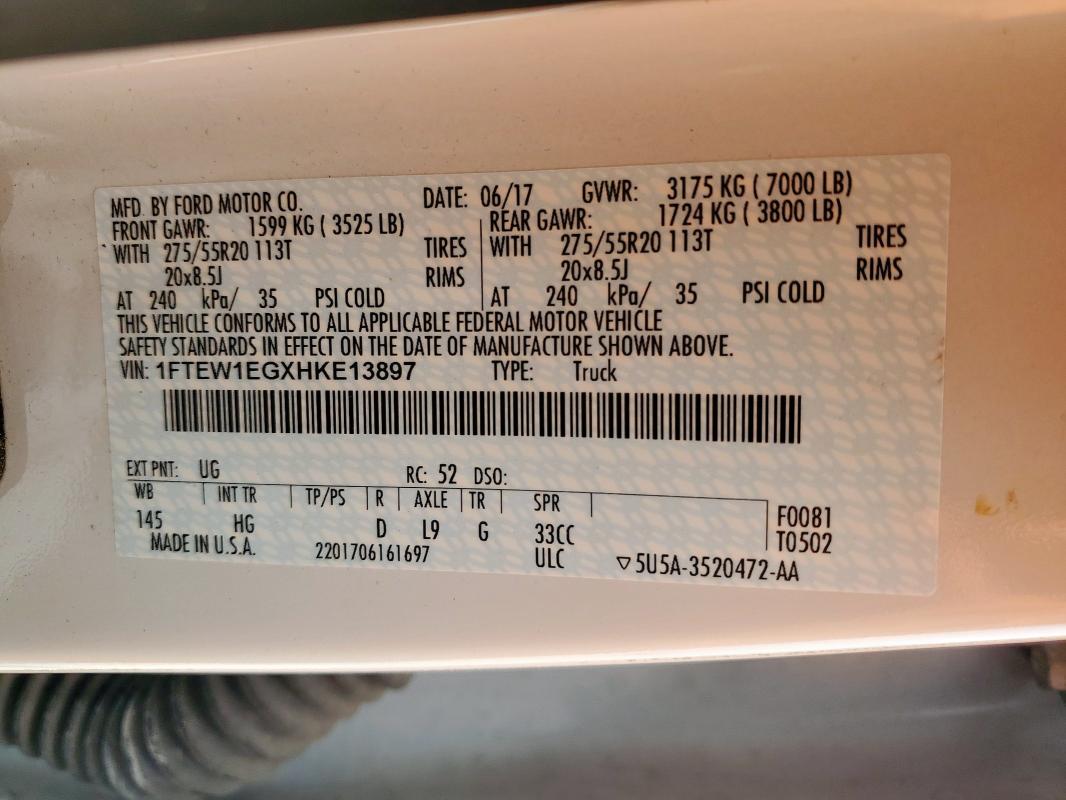 MFD. BY FORD MOTOR CO. DATE: 06/17 GVWR: 3175 KG ( 7000 LB)
FRONT GAWR: 1599 KG ( 3525 LB) REAR GAWR: 1724 KG ( 3800 LB)
WITH 275/55R20 113T TIRES WITH 275/55R20 113T TIRES
20x8.5J RIMS 20x8.5J RIMS
AT 240 kPa/ 35 PSI COLD AT 240 kPa/ 35 PSI COLD
THIS VEHICLE CONFORMS TO ALL APPLICABLE FEDERAL MOTOR VEHICLE
SAFETY STANDARDS IN EFFECT ON THE DATE OF MANUFACTURE SHOWN ABOVE.
VIN: 1FTEW1EGXHKE13897 TYPE: Truck
EXT PNT: UG RC: 52 DSO:
WB INT TR TP/PS R AXLE TR SPR F0081
145 HG D L9 G 33CC T0502
MADE IN U.S.A. 2201706161697 ULC ▽5U5A-3520472-AA